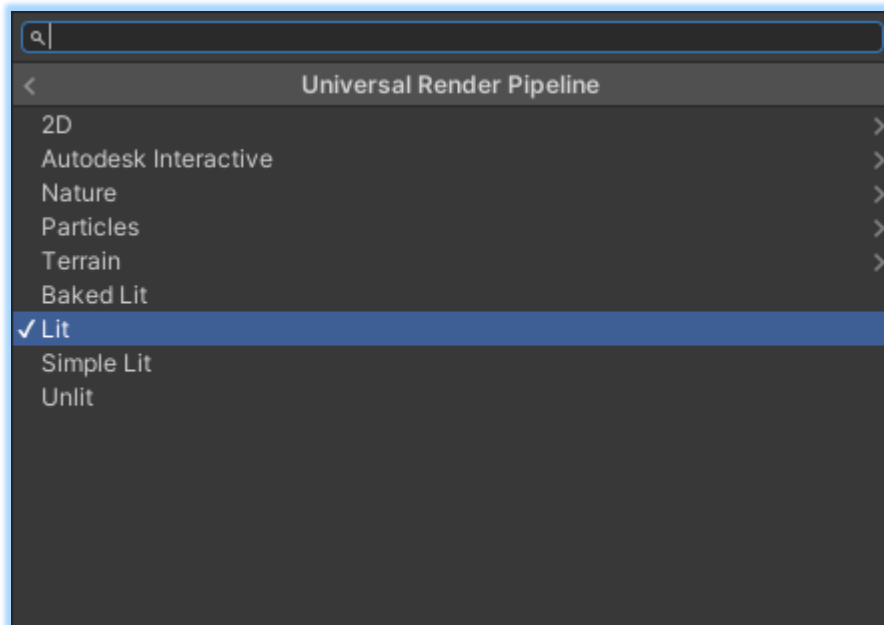 Universal Render Pipeline
2D
Autodesk Interactive
Nature
Particles
Terrain
Baked Lit
Lit
Simple Lit
Unlit